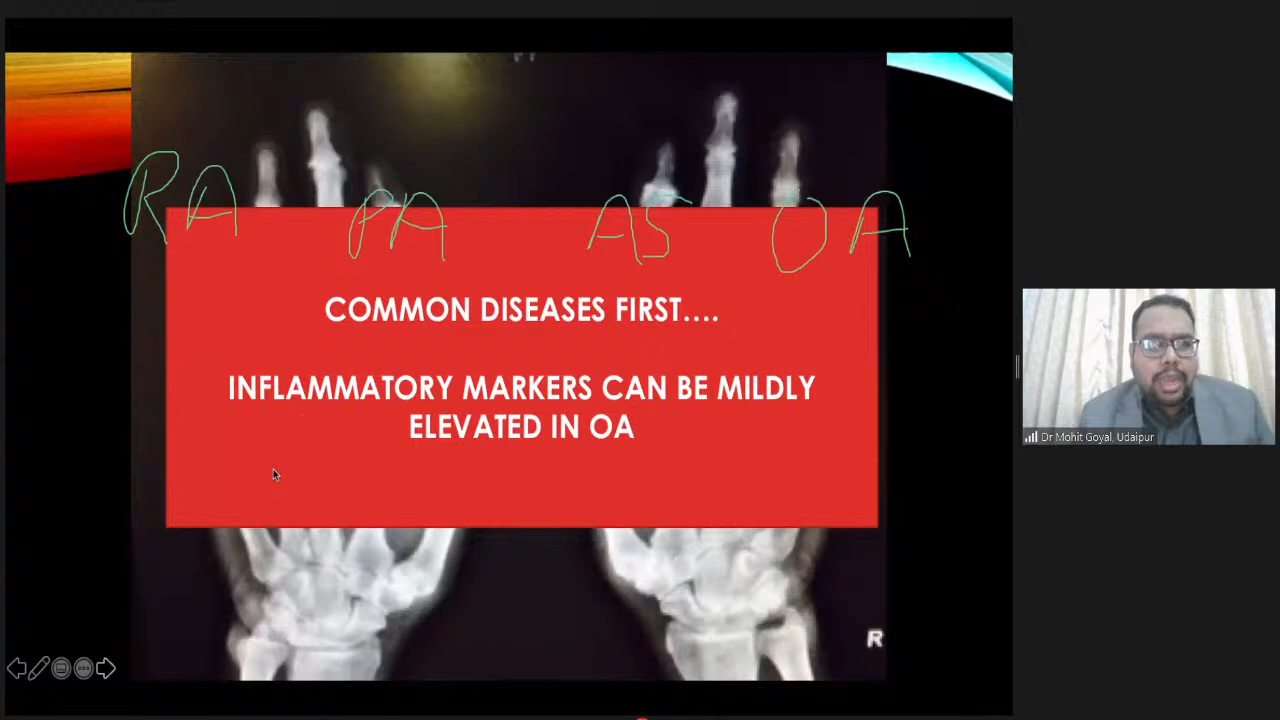 RA PA AS OA
COMMON DISEASES FIRST....
INFLAMMATORY MARKERS CAN BE MILDLY
ELEVATED IN OA
Dr Mohit Goyal, Udaipur
R